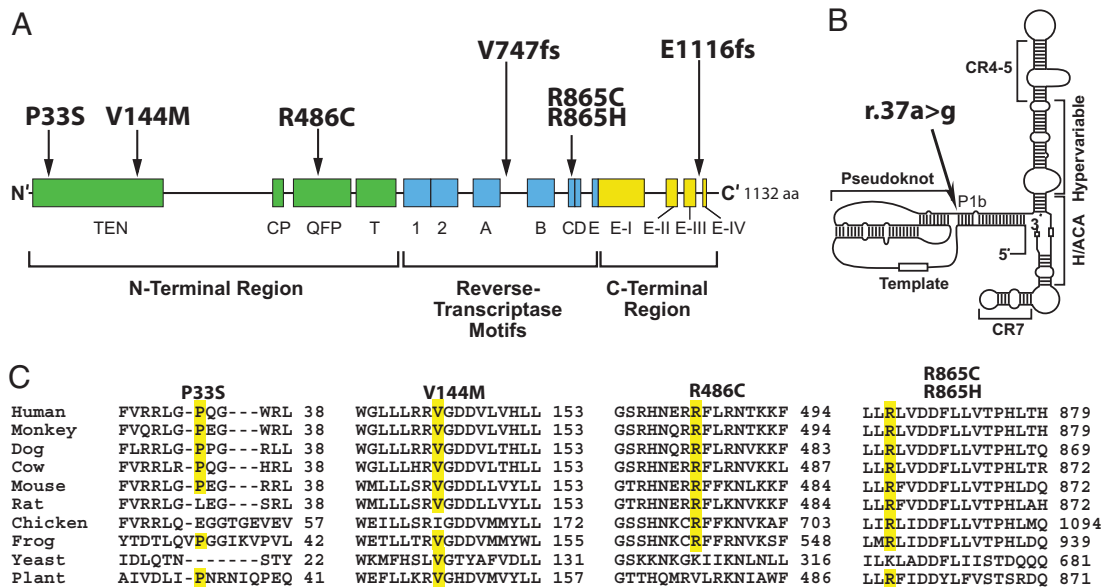 A
V747fs E1116fs
P33S V144M R486C R865C
R865H
N' C' 1132 aa
TEN CP QFP T 1 2 A B CD E E-I E-II E-III E-IV
N-Terminal Region Reverse-Transcriptase Motifs C-Terminal Region
B
CR4-5
r.37a>g
Hypervariable
Pseudoknot
P1b
3'
5'
H/ACA
Template
CR7
C
P33S V144M R486C R865C
R865H
Human FVRRLG-PQG---WRL 38 WGLLLRRVGDDVLVHLL 153 GSRHNERRFLRNTKKF 494 LLRLVDDFLLVTPHLTH 879
Monkey FVQRLG-PEG---WRL 38 WGLLLRRVGDDVLVHLL 153 GSRHNQRRFLRNTKKF 494 LLRLVDDFLLVTPHLTH 879
Dog FLRRLG-PPG---RLL 38 WGLLLRRVGDDVLTHLL 153 GSRHNQRRFLRNVKKF 483 LLRLVDDFLLVTPHLTQ 869
Cow FVRRLR-PQG---HRL 38 WGLLLHRVGDDVLTHLL 153 GSRHNERRFLRNVKKL 487 LLRLVDDFLLVTPHLTR 872
Mouse FVRRLG-PEG---RRL 38 WMLLLSRVGDDLLVYLL 153 GTRHNERRFFKNLKKF 484 LLRFVDDFLLVTPHLDQ 872
Rat FVRRLG-LEG---SRL 38 WMLLLSRVGDDLLVYLL 153 GTRHNERRFFKNVKKF 484 LLRFVDDFLLVTPHLAH 872
Chicken FVRRLQ-EGGTGEVEV 57 WEILLSRIGDDVMMYLL 172 GSSHNKCRFFRNVKAF 703 LIRLIDDFLLVTPHLMQ 1094
Frog YTDTLQVPGGIKVPVL 42 WETLLTRVGDDVMMYWL 155 GSRHNKCRFFKNVKSF 548 LMRLIDDFLLVTPHLDQ 939
Yeast IDLQTN-------STY 22 WKMFHSLVGTYAFVDLL 131 GSKKNKGKIIKNLNLL 316 ILKLADDFLIISTDQQQ 681
Plant AIVDLI-PNRNIQPEQ 41 WEFLLKRVGHDVMVYLL 157 GTTHQMRVLRKNIAWF 486 LLRFIDDYLFVSTSRDQ 871